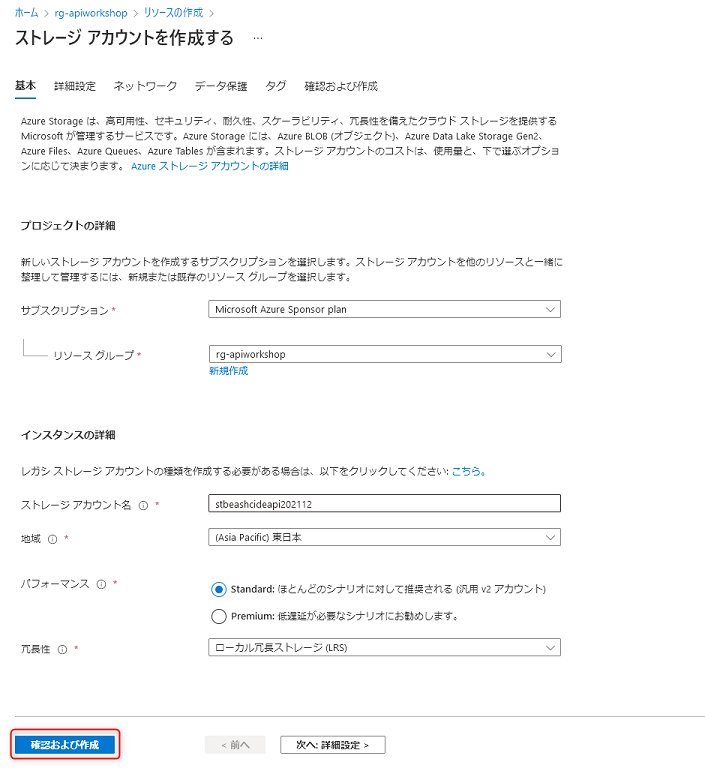 ホーム > rg-apiworkshop > リソースの作成 >
ストレージ アカウントを作成する ...
基本 詳細設定 ネットワーク データ保護 タグ 確認および作成
Azure Storage は、高可用性、セキュリティ、耐久性、スケーラビリティ、冗長性を備えたクラウド ストレージを提供する
Microsoft が管理するサービスです。Azure Storage には、Azure BLOB (オブジェクト)、Azure Data Lake Storage Gen2、
Azure Files、Azure Queues、Azure Tables が含まれます。ストレージ アカウントのコストは、使用量と、下で選ぶオプショ
ンに応じて決まります。 Azure ストレージ アカウントの詳細
プロジェクトの詳細
新しいストレージ アカウントを作成するサブスクリプションを選択します。ストレージ アカウントを他のリソースと一緒に
整理して管理するには、新規または既存のリソース グループを選択します。
サブスクリプション *
Microsoft Azure Sponsor plan
リソース グループ *
rg-apiworkshop
新規作成
インスタンスの詳細
レガシ ストレージ アカウントの種類を作成する必要がある場合は、以下をクリックしてください: こちら。
ストレージ アカウント名 *
stbeashcideapi202112
地域 *
(Asia Pacific) 東日本
パフォーマンス *
Standard: ほとんどのシナリオに対して推奨される (汎用 v2 アカウント)
Premium: 低遅延が必要なシナリオにお勧めします。
冗長性 *
ローカル冗長ストレージ (LRS)
確認および作成
< 前へ
次へ: 詳細設定 >